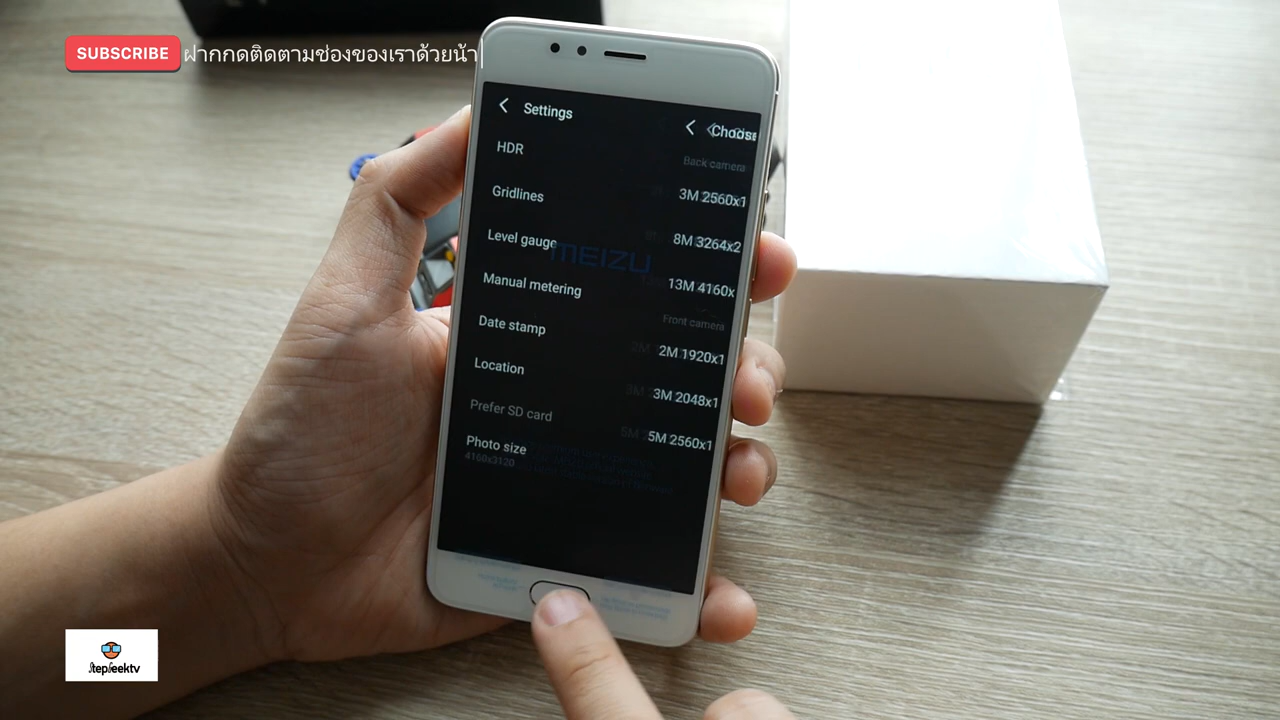 SUBSCRIBE ฝากกดติดตามช่องของเราด้วยน้า
Settings
HDR
Gridlines
Level gauge
Manual metering
Date stamp
Location
Prefer SD card
Photo size
4160x3120
Choose
Back camera
3M 2560x1
8M 3264x2
13M 4160x
Front camera
2M 1920x1
3M 2048x1
5M 2560x1
MEIZU
stepseektv